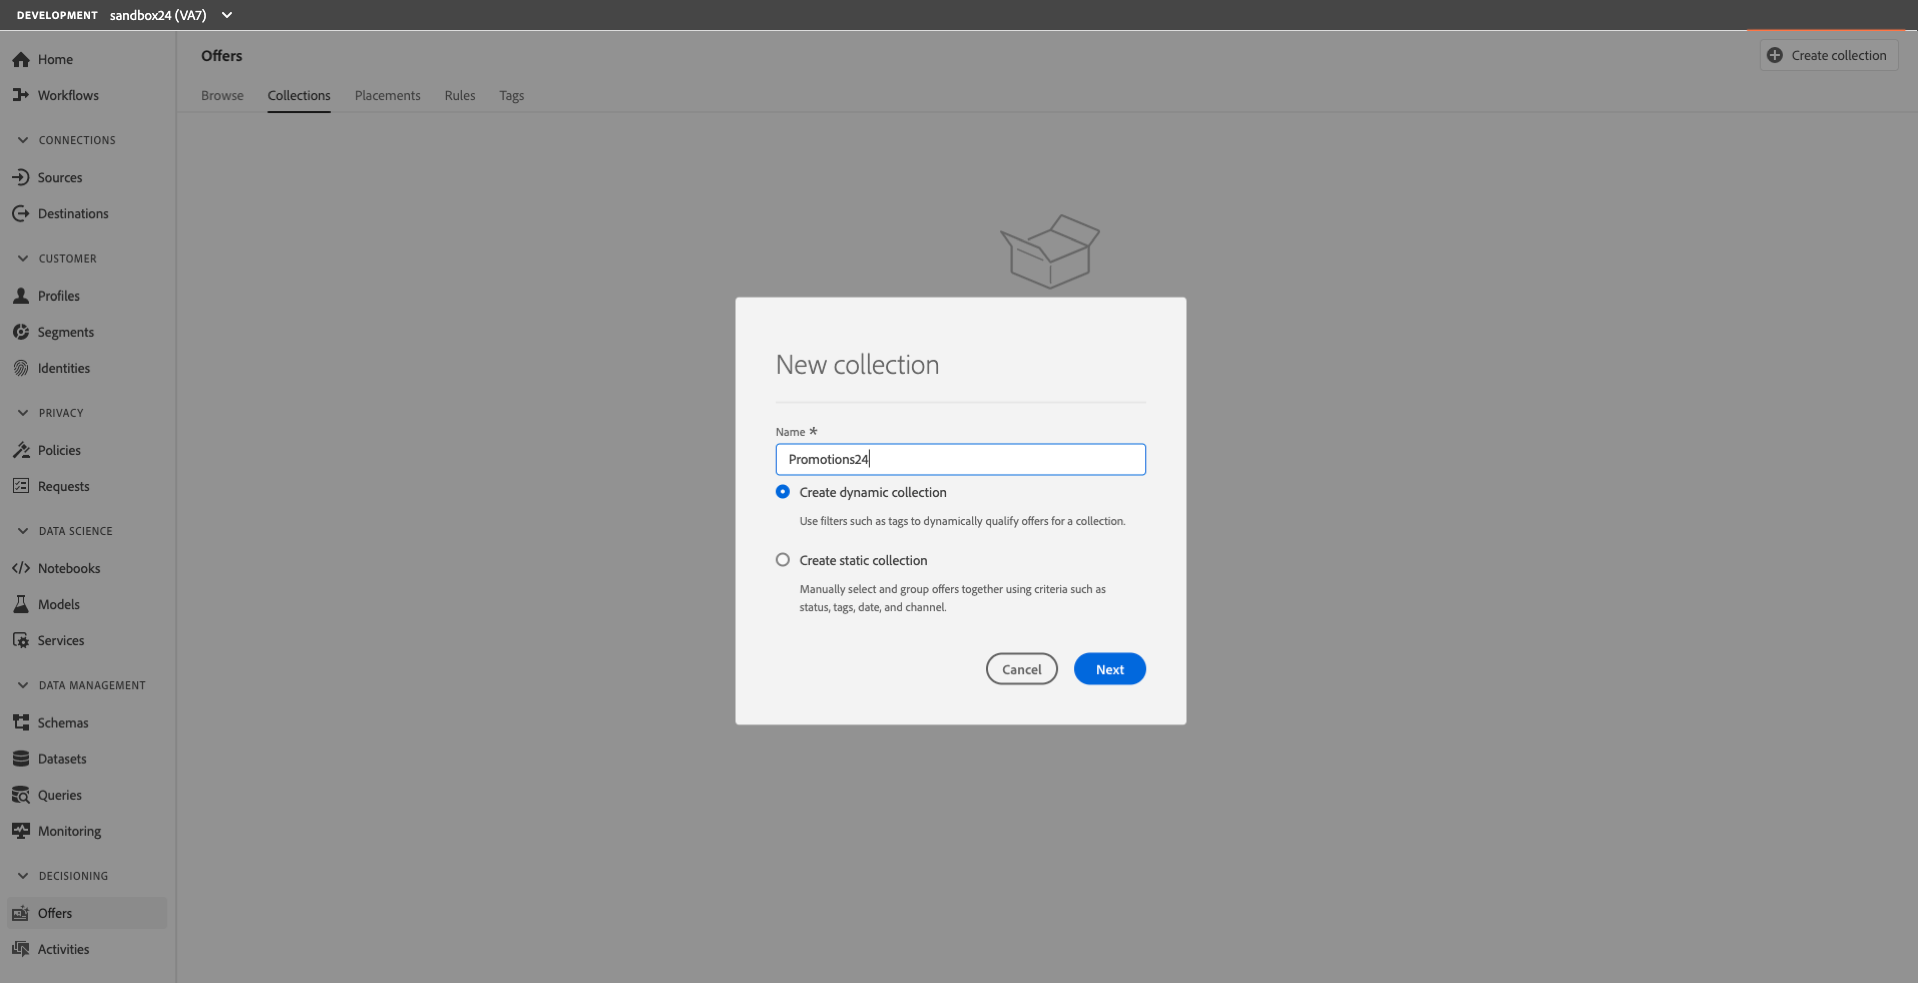 DEVELOPMENT sandbox24 (VA7)
Home
Workflows
CONNECTIONS
Sources
Destinations
CUSTOMER
Profiles
Segments
Identities
PRIVACY
Policies
Requests
DATA SCIENCE
Notebooks
Models
Services
DATA MANAGEMENT
Schemas
Datasets
Queries
Monitoring
DECISIONING
Offers
Activities
Offers
Create collection
Browse Collections Placements Rules Tags
New collection
Name *
Promotions24
Create dynamic collection
Use filters such as tags to dynamically qualify offers for a collection.
Create static collection
Manually select and group offers together using criteria such as
status, tags, date, and channel.
Cancel Next